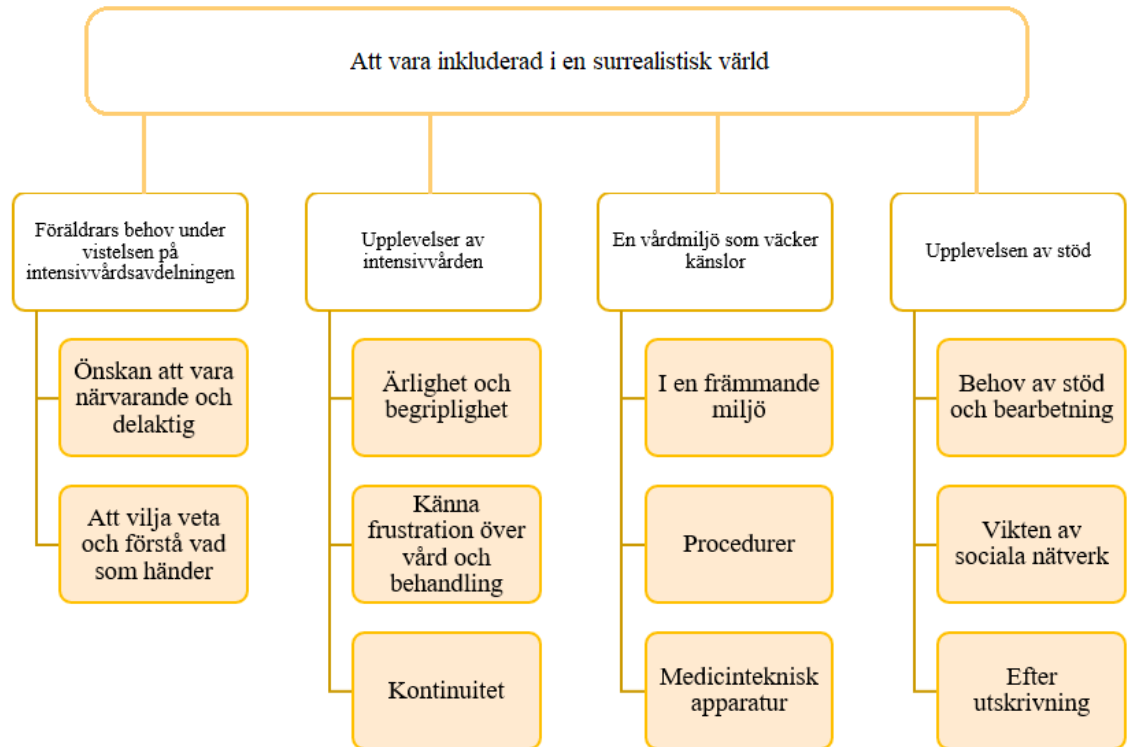 Att vara inkluderad i en surrealistisk värld
Föräldrars behov under
vistelsen på
intensivvårdsavdelningen
Önskan att vara
närvarande och
delaktig
Att vilja veta
och förstå vad
som händer
Upplevelser av
intensivvården
Ärlighet och
begriplighet
Känna
frustration över
vård och
behandling
Kontinuitet
En vårdmiljö som väcker
känslor
I en främmande
miljö
Procedurer
Medicinteknisk
apparatur
Upplevelsen av stöd
Behov av stöd
och bearbetning
Vikten av
sociala nätverk
Efter
utskrivning